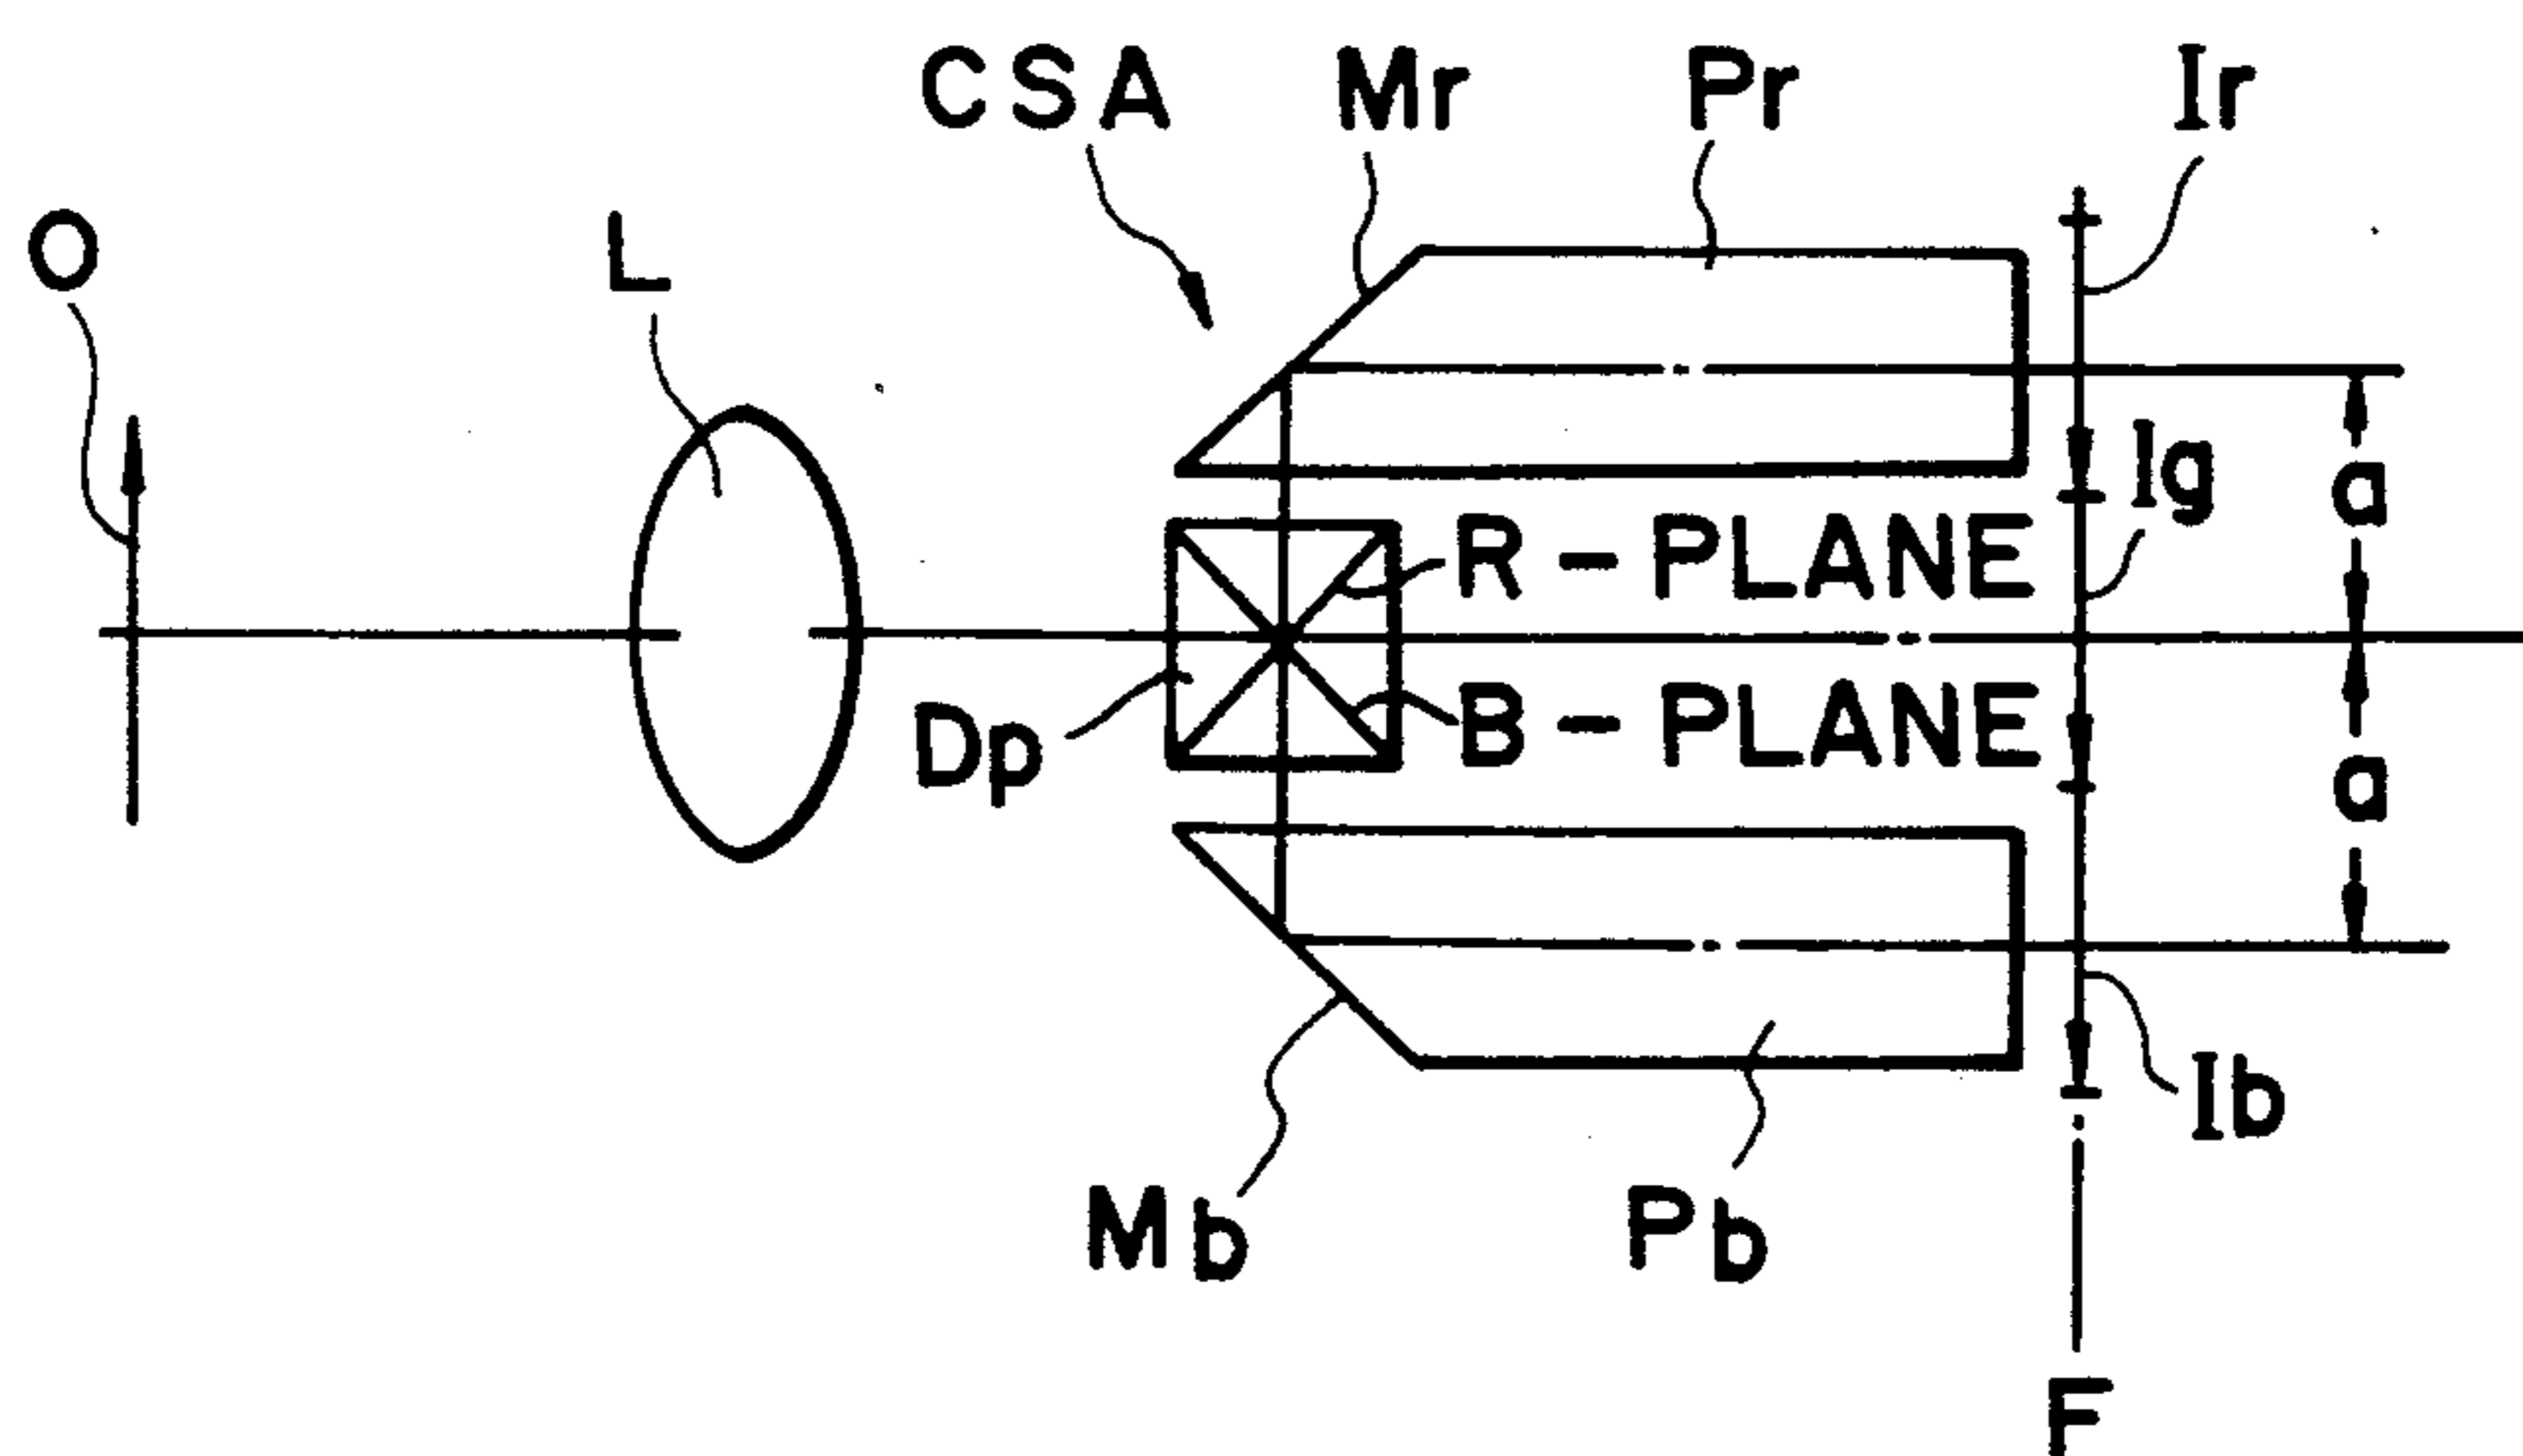 CSA Mr Pr Ir
O L
Ig
a
R-PLANE
B-PLANE
Dp
a
Ib
Mb Pb
F